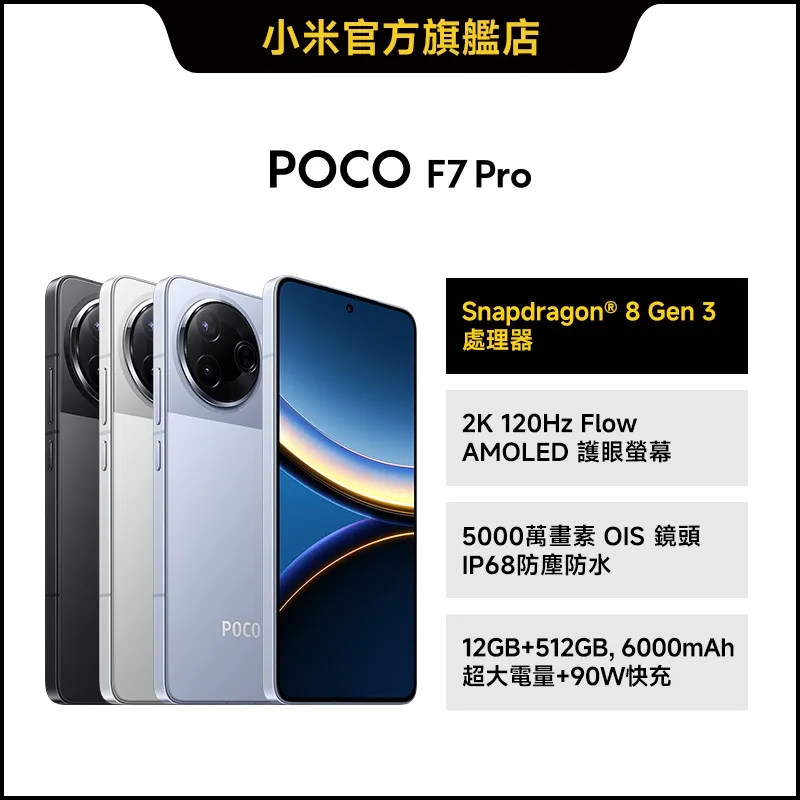 小米官方旗艦店
POCO F7 Pro
Snapdragon® 8 Gen 3
處理器
2K 120Hz Flow
AMOLED 護眼螢幕
5000萬畫素 OIS 鏡頭
IP68防塵防水
12GB+512GB, 6000mAh
超大電量+90W快充
POCO